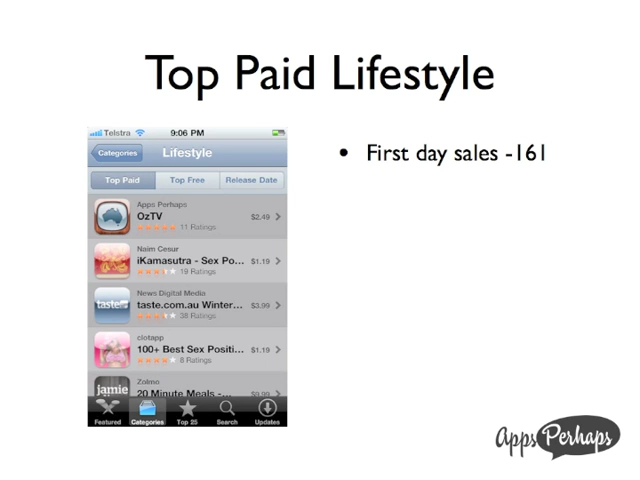 Top Paid Lifestyle
Telstra 9:06 PM
Categories Lifestyle
Top Paid Top Free Release Date
Apps Perhaps
OzTV $2.49
11 Ratings
Naim Cesur
iKamasutra - Sex Po... $1.19
19 Ratings
News Digital Media
taste.com.au Winter... $3.99
taste
38 Ratings
clotapp
100+ Best Sex Positi... $1.19
8 Ratings
Zolmo
jamie 20 Minute Meals -...
Featured Categories Top 25 Search Updates
• First day sales -161
Apps Perhaps